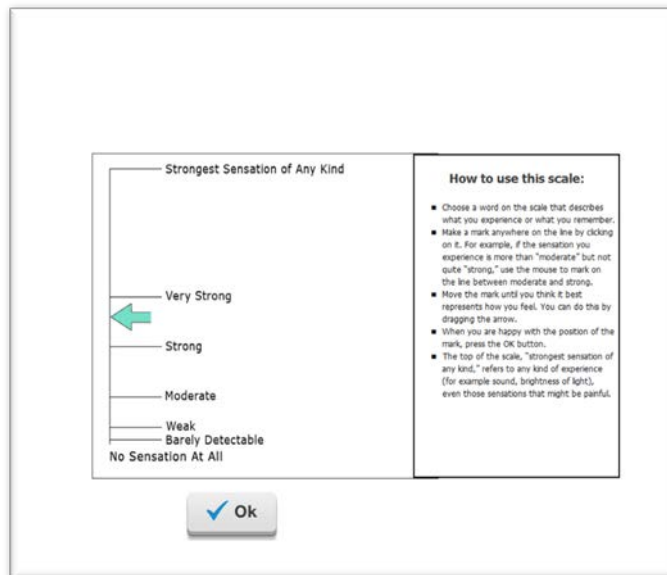 Strongest Sensation of Any Kind
Very Strong
Strong
Moderate
Weak
Barely Detectable
No Sensation At All
How to use this scale:
Choose a word on the scale that describes
what you experience or what you remember.
Make a mark anywhere on the line by clicking
on it. For example, if the sensation you
experience is more than "moderate" but not
quite "strong," use the mouse to mark on
the line between moderate and strong.
Move the mark until you think it best
represents how you feel. You can do this by
dragging the arrow.
When you are happy with the position of the
mark, press the OK button.
The top of the scale, "strongest sensation of
any kind," refers to any kind of experience
(for example sound, brightness of light),
even those sensations that might be painful.
Ok